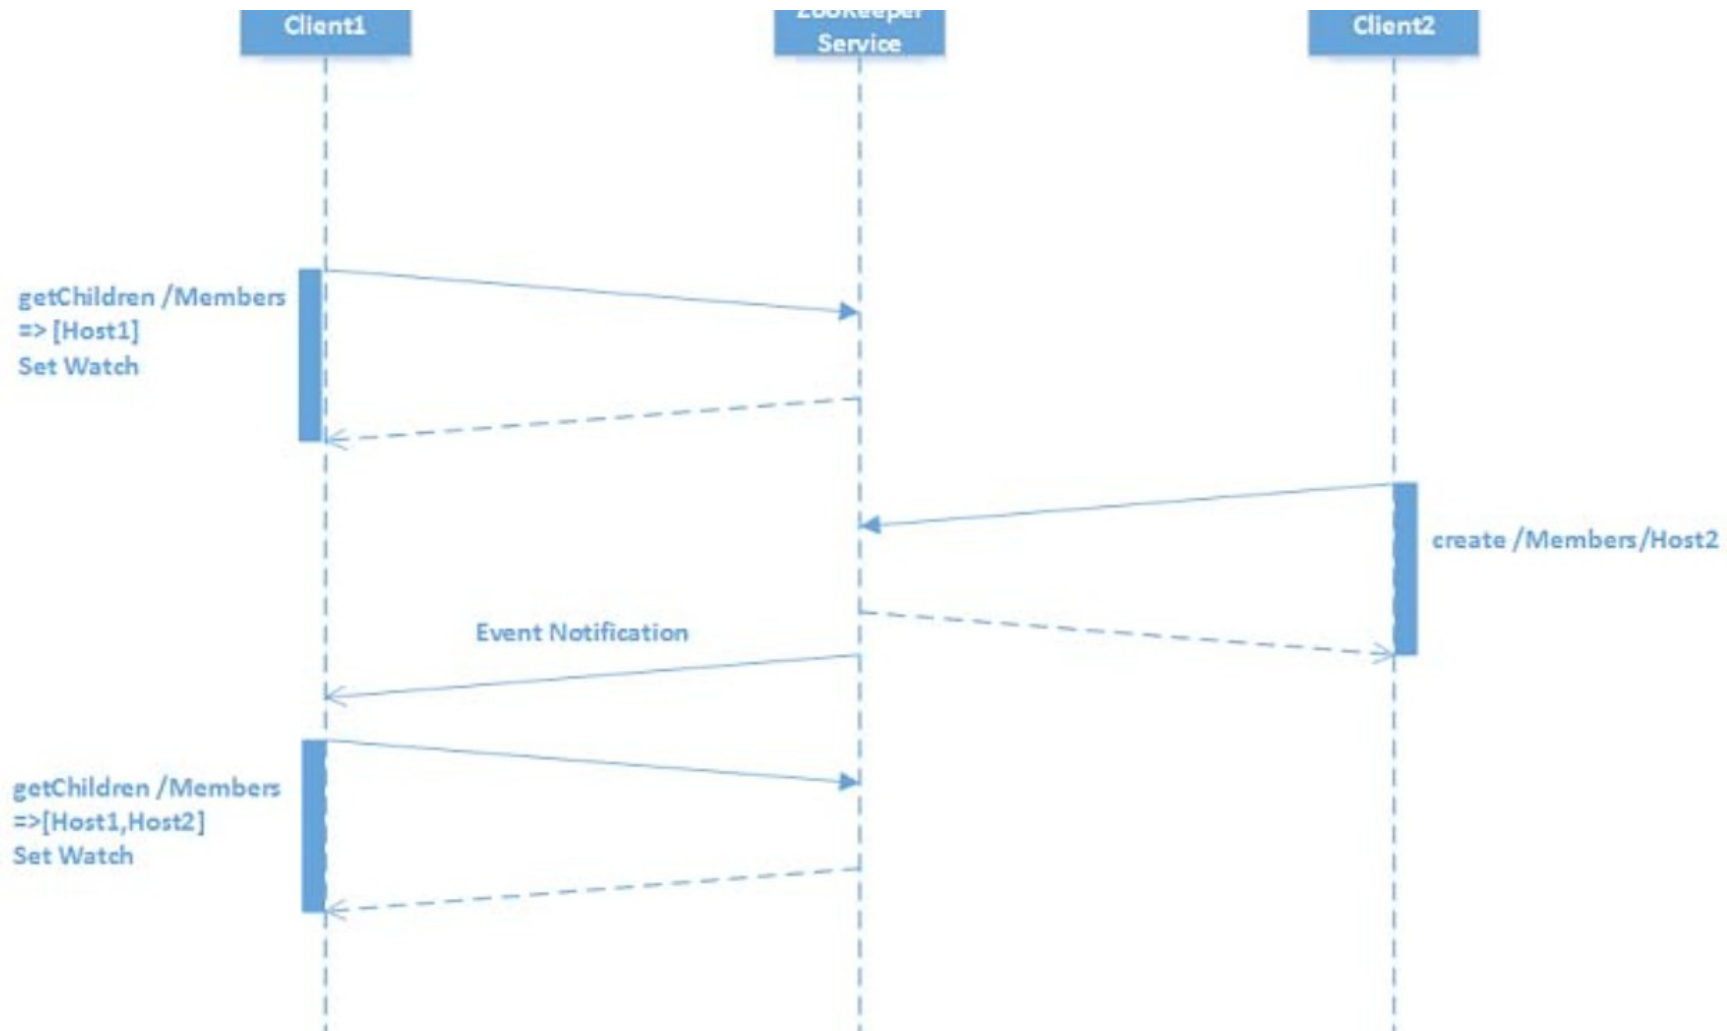 Client1
ZooKeeper
Service
Client2
getChildren /Members
=> [Host1]
Set Watch
create /Members/Host2
Event Notification
getChildren /Members
=>[Host1,Host2]
Set Watch